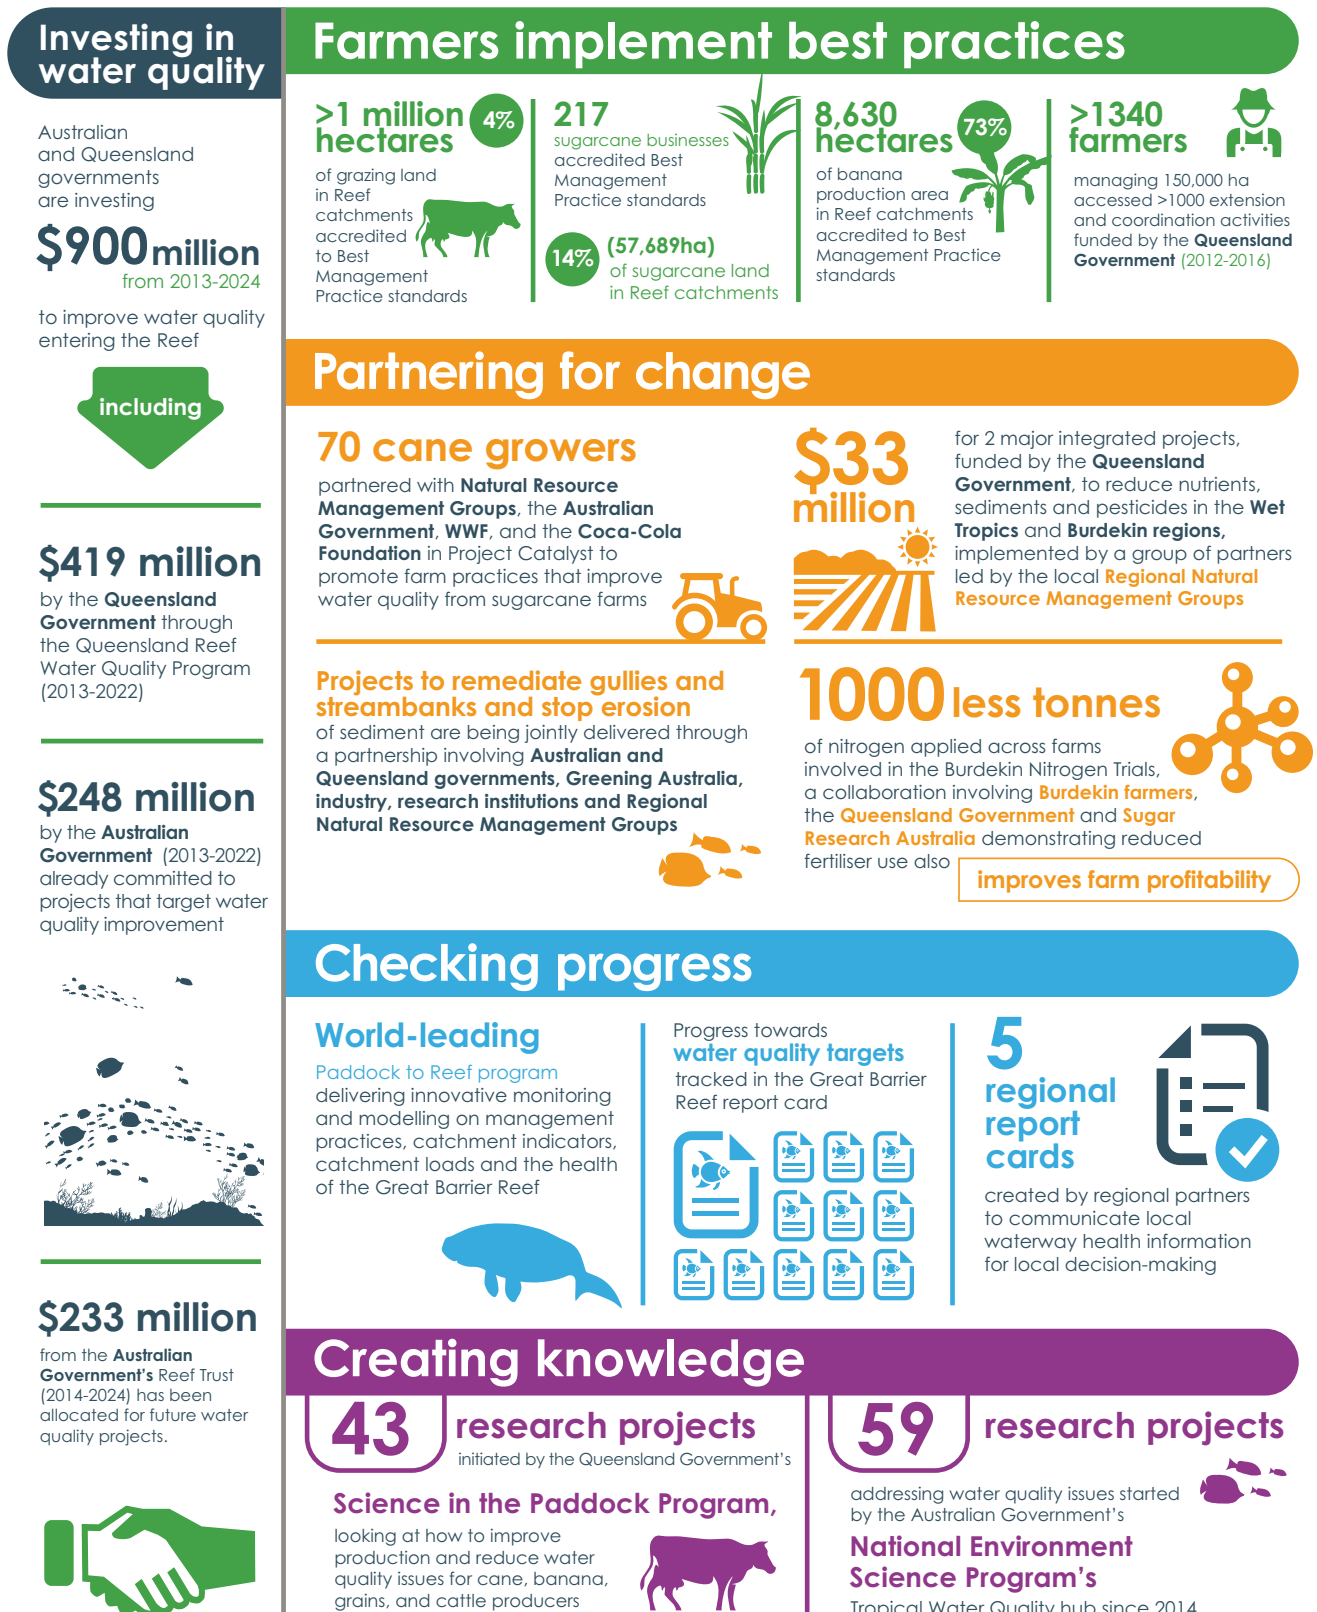 Investing in
water quality
Australian
and Queensland
governments
are investing
$900 million
from 2013-2024
to improve water quality
entering the Reef
including
$419 million
by the Queensland
Government through
the Queensland Reef
Water Quality Program
(2013-2022)
$248 million
by the Australian
Government (2013-2022)
already committed to
projects that target water
quality improvement
$233 million
from the Australian
Government's Reef Trust
(2014-2024) has been
allocated for future water
quality projects.
Farmers implement best practices
>1 million
hectares
4%
of grazing land
in Reef
catchments
accredited
to Best
Management
Practice standards
217
sugarcane businesses
accredited Best
Management
Practice standards
14%
(57,689ha)
of sugarcane land
in Reef catchments
8,630
hectares
73%
of banana
production area
in Reef catchments
accredited to Best
Management Practice
standards
>1340
farmers
managing 150,000 ha
accessed >1000 extension
and coordination activities
funded by the Queensland
Government (2012-2016)
Partnering for change
70 cane growers
partnered with Natural Resource
Management Groups, the Australian
Government, WWF, and the Coca-Cola
Foundation in Project Catalyst to
promote farm practices that improve
water quality from sugarcane farms
$33
million
for 2 major integrated projects,
funded by the Queensland
Government, to reduce nutrients,
sediments and pesticides in the Wet
Tropics and Burdekin regions,
implemented by a group of partners
led by the local Regional Natural
Resource Management Groups
Projects to remediate gullies and
streambanks and stop erosion
of sediment are being jointly delivered through
a partnership involving Australian and
Queensland governments, Greening Australia,
industry, research institutions and Regional
Natural Resource Management Groups
1000 less tonnes
of nitrogen applied across farms
involved in the Burdekin Nitrogen Trials,
a collaboration involving Burdekin farmers,
the Queensland Government and Sugar
Research Australia demonstrating reduced
fertiliser use also
improves farm profitability
Checking progress
World-leading
Paddock to Reef program
delivering innovative monitoring
and modelling on management
practices, catchment indicators,
catchment loads and the health
of the Great Barrier Reef
Progress towards
water quality targets
tracked in the Great Barrier
Reef report card
5
regional
report
cards
created by regional partners
to communicate local
waterway health information
for local decision-making
Creating knowledge
43
research projects
initiated by the Queensland Government's
Science in the Paddock Program,
looking at how to improve
production and reduce water
quality issues for cane, banana,
grains, and cattle producers
59
research projects
addressing water quality issues started
by the Australian Government's
National Environment
Science Program's
Tropical Water Quality hub since 2014